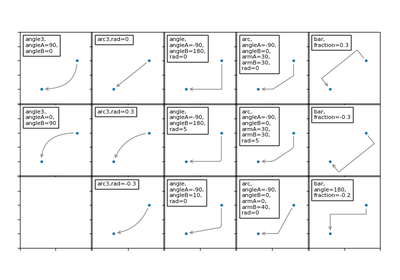 angle3,
angleA=90,
angleB=0
arc3,rad=0.
angle,
angleA=-90,
angleB=180,
rad=0
arc,
angleA=-90,
angleB=0,
armA=30,
armB=30,
rad=0
bar,
fraction=0.3
angle3,
angleA=0,
angleB=90
arc3,rad=0.3
angle,
angleA=-90,
angleB=180,
rad=5
arc,
angleA=-90,
angleB=0,
armA=30,
armB=30,
rad=5
bar,
fraction=-0.3
arc3,rad=-0.3
angle,
angleA=-90,
angleB=10,
rad=0
arc,
angleA=-90,
angleB=0,
armA=0,
armB=40,
rad=0
bar,
angle=180,
fraction=-0.2